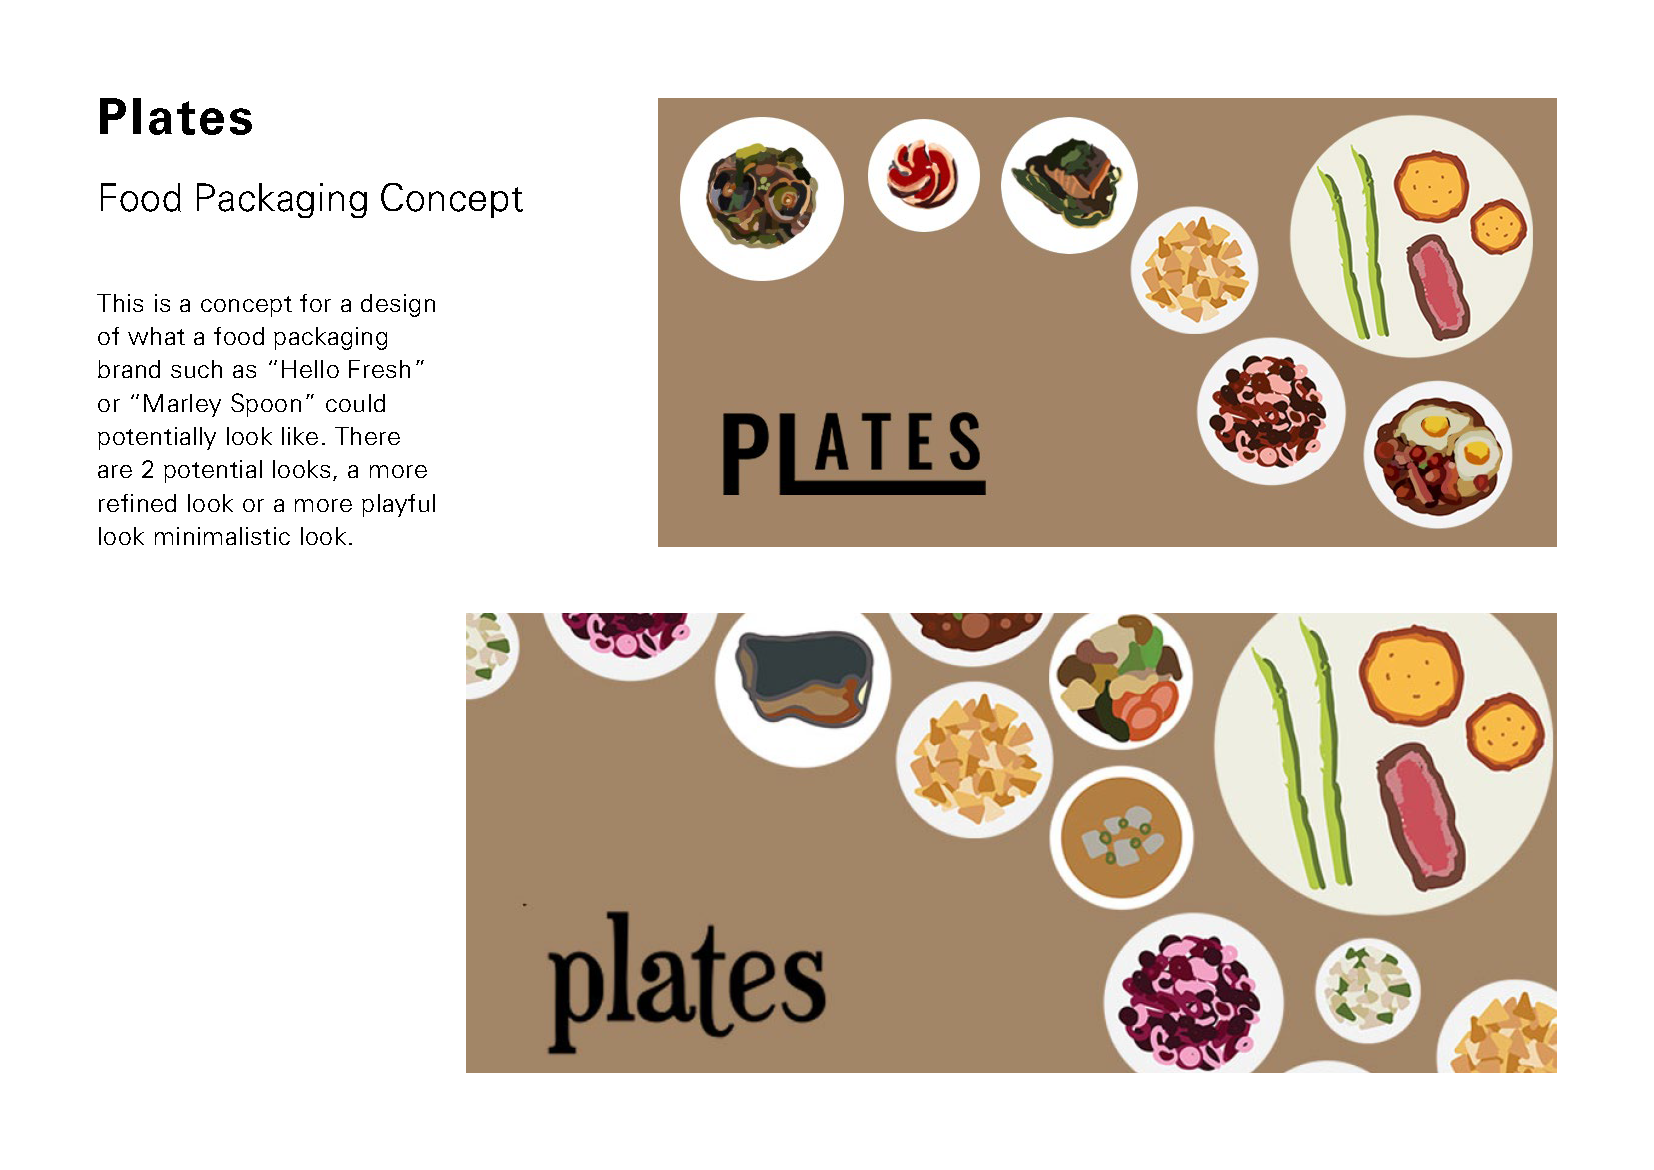 Plates
Food Packaging Concept
This is a concept for a design
of what a food packaging
brand such as “Hello Fresh”
or “Marley Spoon” could
potentially look like. There
are 2 potential looks, a more
refined look or a more playful
look minimalistic look.
PLATES
plates